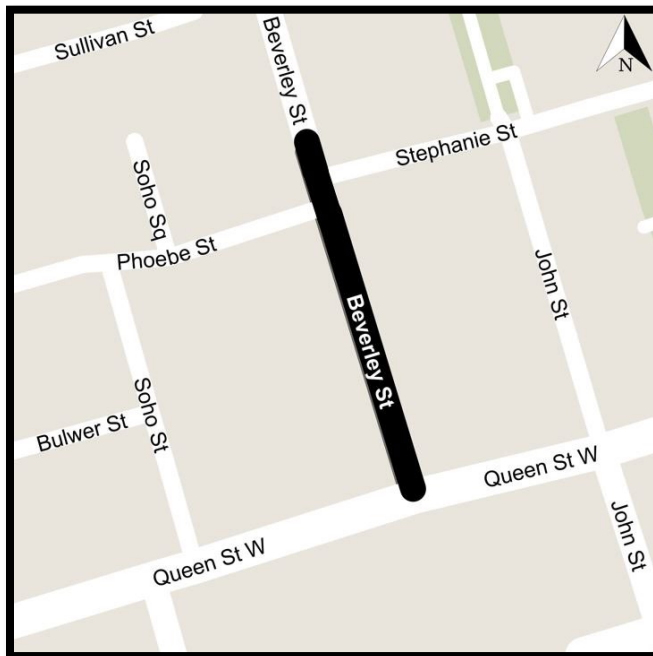 Sullivan St
Beverley St
N
Stephanie St
Soho Sq
Phoebe St
John St
Beverley St
Soho St
Bulwer St
Queen St W
John St
Queen St W